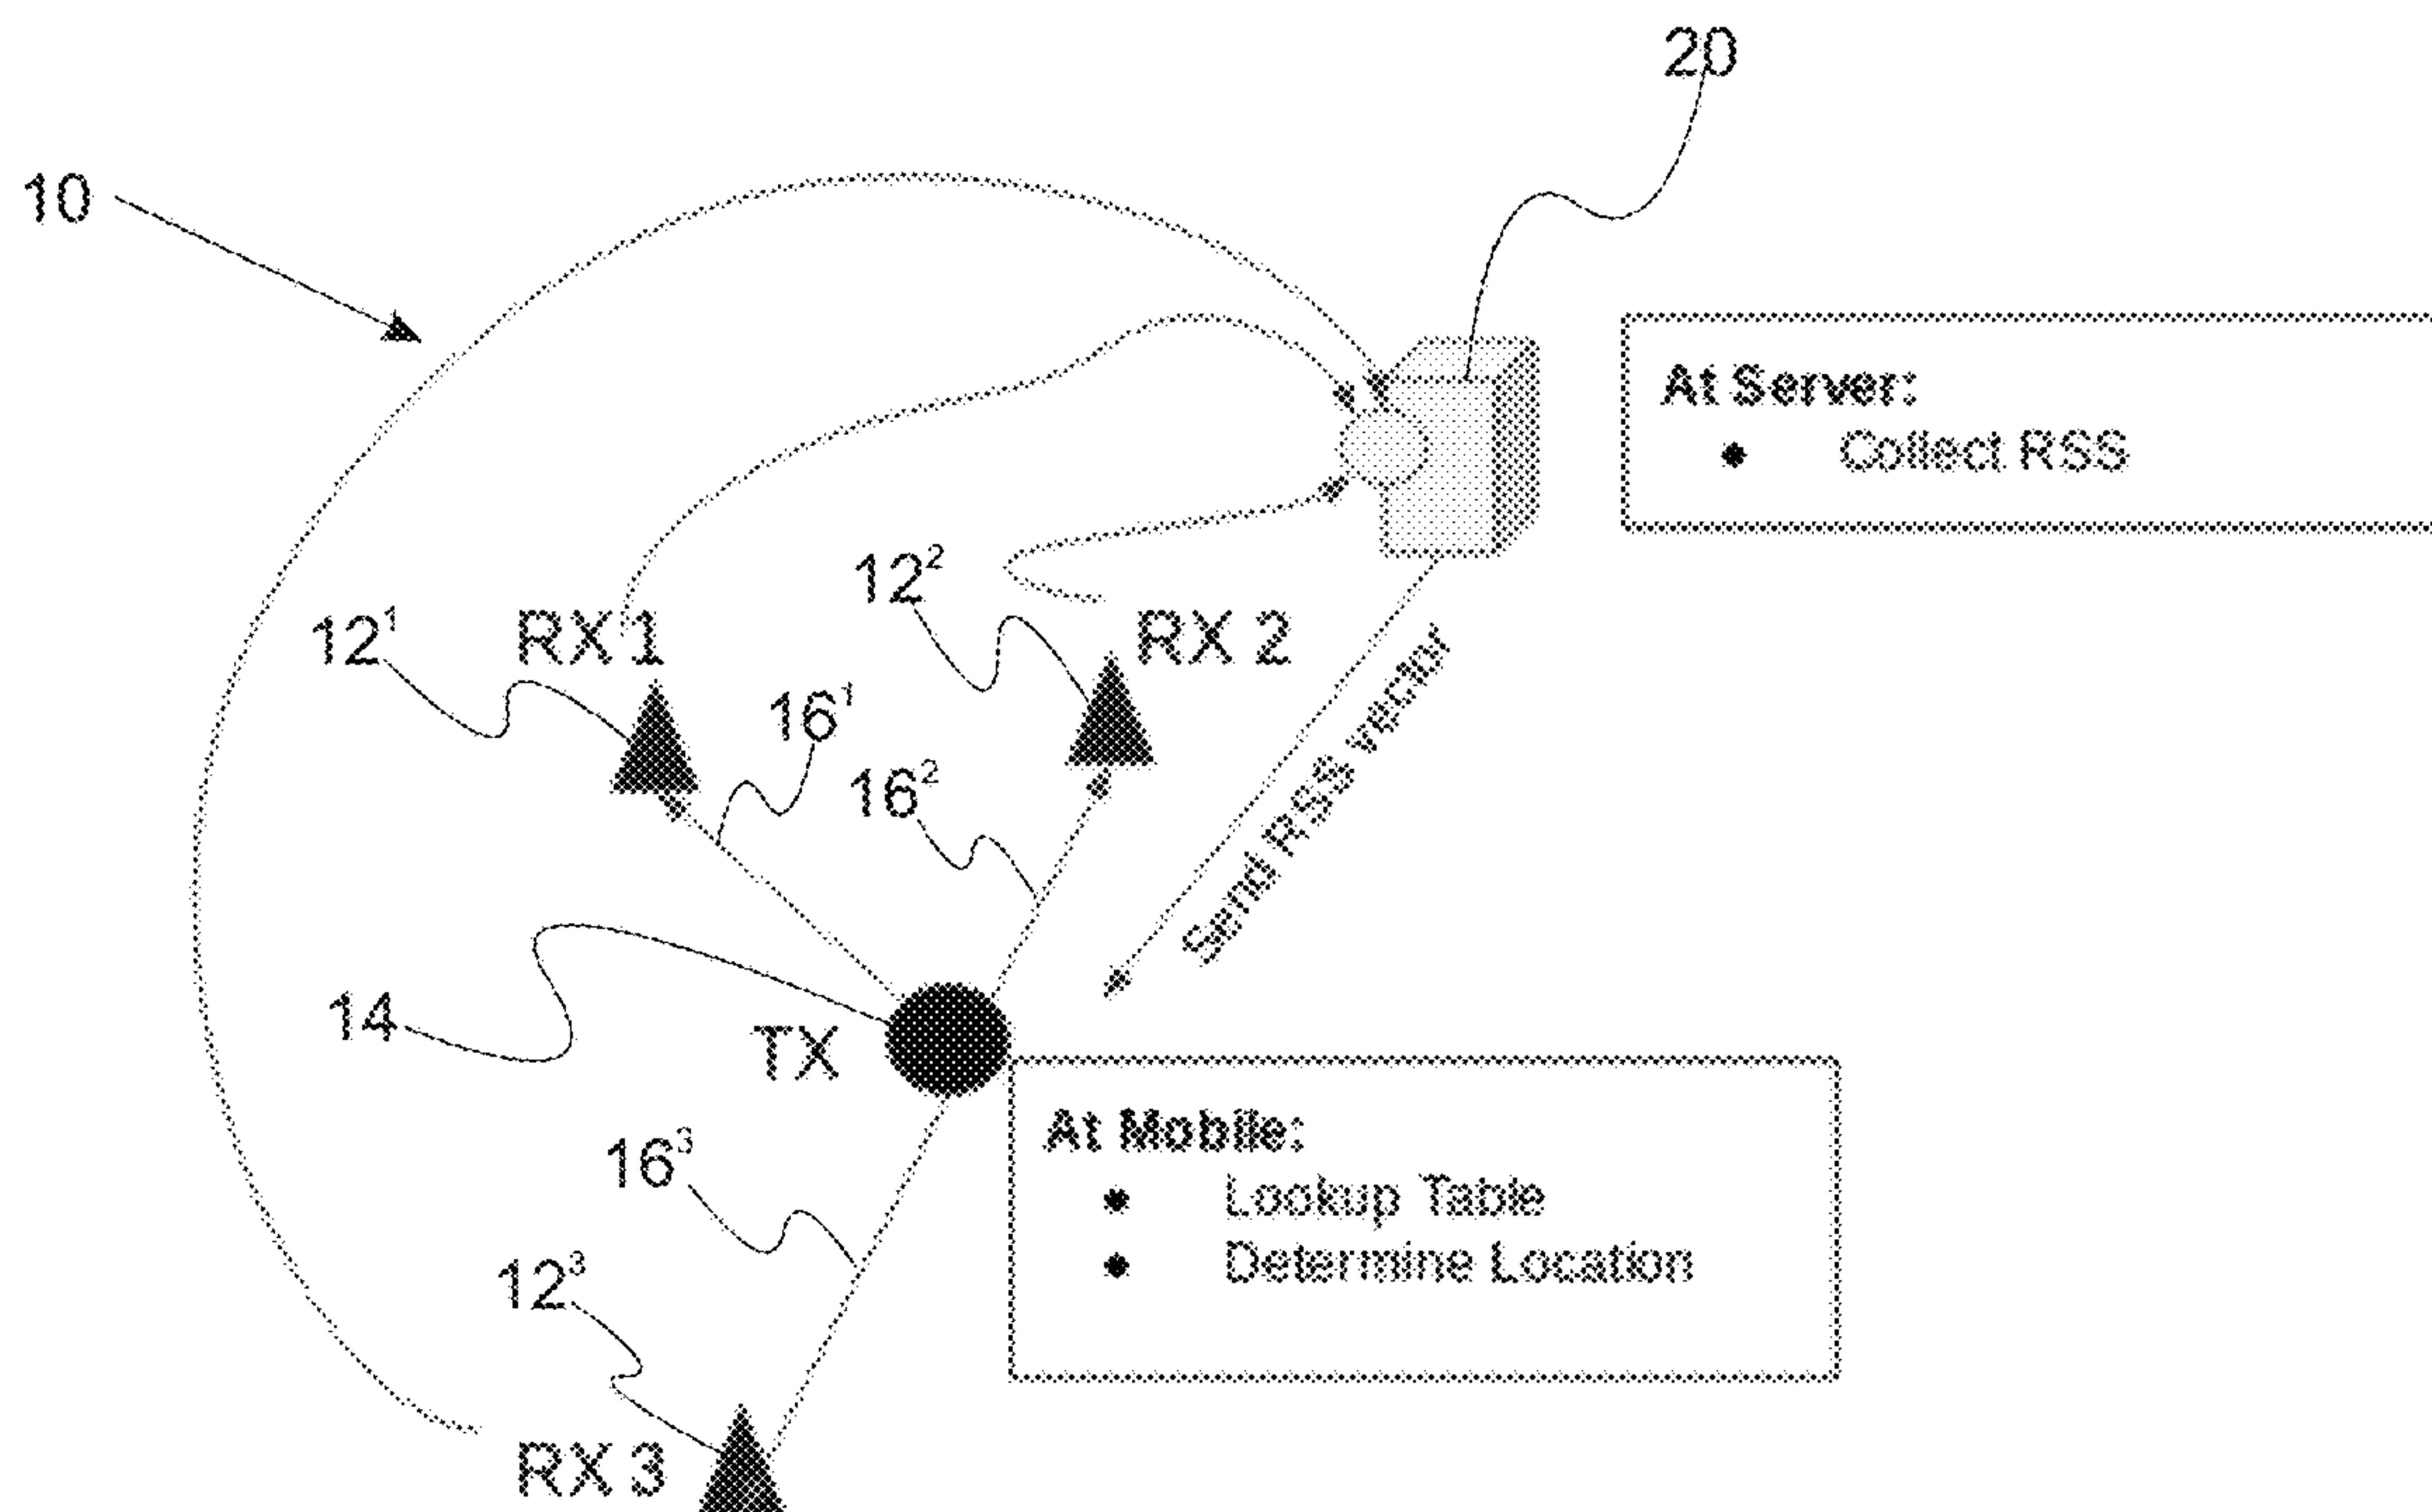 20
10
At Server:
• Collect RSS
12²
12¹
RX 1
RX 2
16¹
16²
Send RSS vector
14
TX
At Mobile:
• Lookup Table
• Determine Location
16³
12³
RX 3